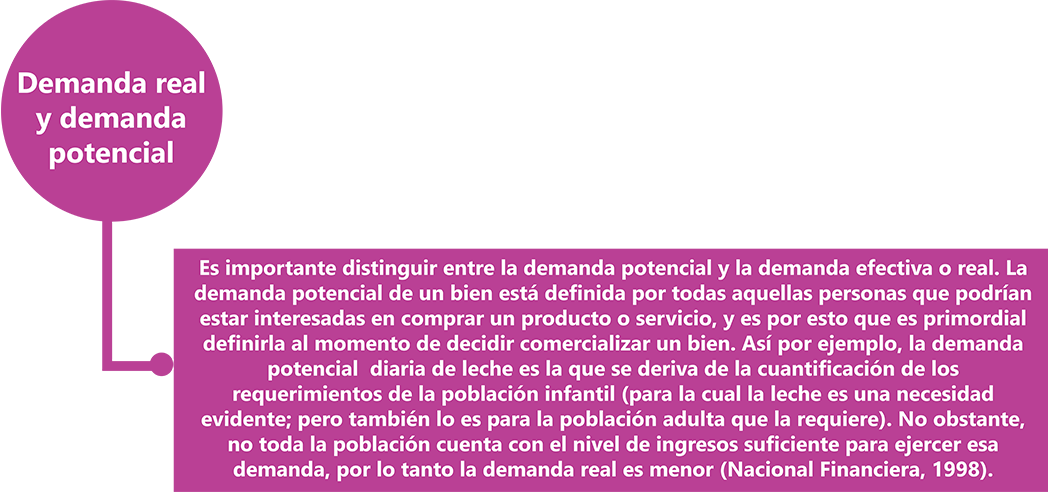 Demanda real
y demanda
potencial
Es importante distinguir entre la demanda potencial y la demanda efectiva o real. La
demanda potencial de un bien está definida por todas aquellas personas que podrían
estar interesadas en comprar un producto o servicio, y es por esto que es primordial
definirla al momento de decidir comercializar un bien. Así por ejemplo, la demanda
potencial  diaria de leche es la que se deriva de la cuantificación de los
requerimientos de la población infantil (para la cual la leche es una necesidad
evidente; pero también lo es para la población adulta que la requiere). No obstante,
no toda la población cuenta con el nivel de ingresos suficiente para ejercer esa
demanda, por lo tanto la demanda real es menor (Nacional Financiera, 1998).